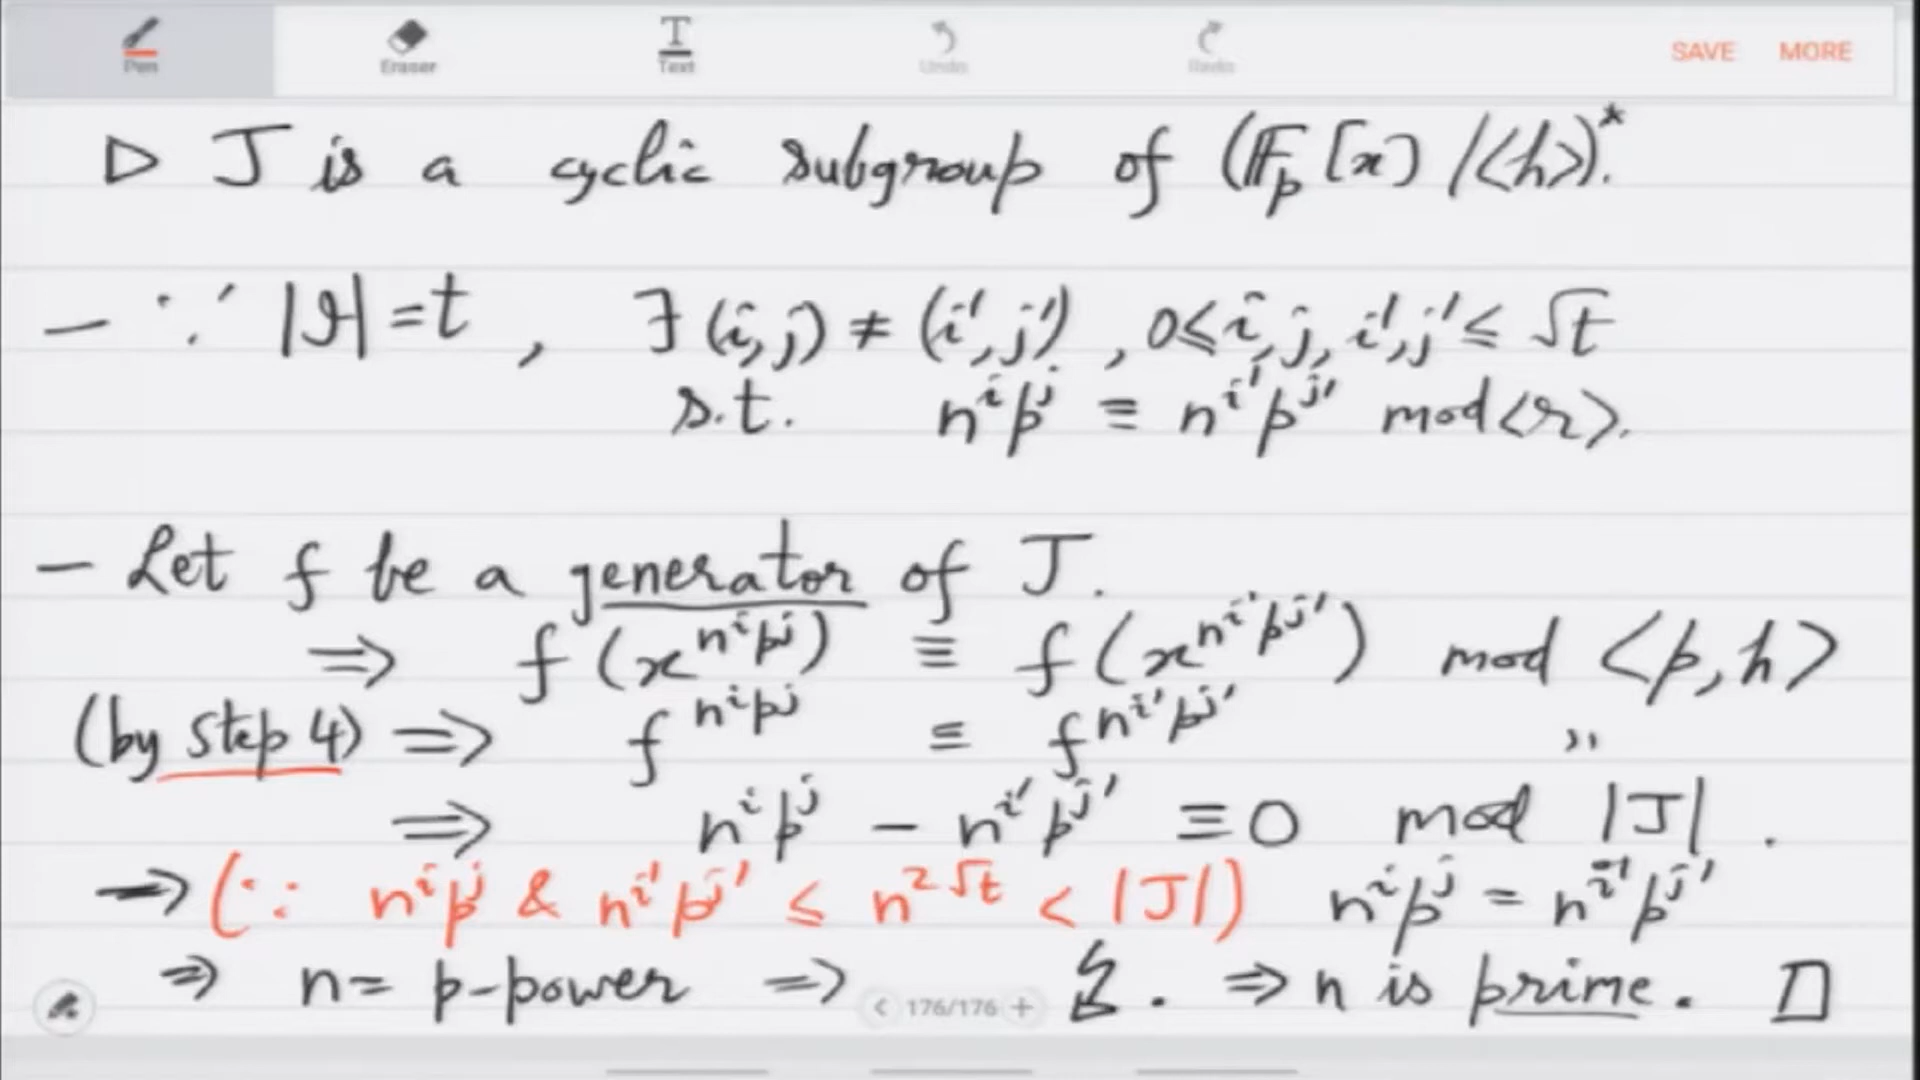 Pen Eraser Text Undo Redo SAVE MORE
▷ J is a cyclic subgroup of (𝔽_p[x]/<h>)*.
- ∵ |𝓘| = t, ∃ (i,j) ≠ (i',j'), 0≤i,j,i',j'≤ √t
s.t. n^i p^j ≡ n^{i'} p^{j'} mod<r>.
- Let f be a generator of J.
⇒ f(x^{n^i p^j}) ≡ f(x^{n^{i'} p^{j'}}) mod <p,h>
(by step 4) ⇒ f^{n^i p^j} ≡ f^{n^{i'} p^{j'}} "
⇒ n^i p^j - n^{i'} p^{j'} ≡ 0 mod |J|.
→ (∵ n^i p^j & n^{i'} p^{j'} ≤ n^{2√t} < |J|) n^i p^j = n^{i'} p^{j'}
⇒ n = p-power ⇒ ↯. ⇒ n is prime. □
< 176/176 +